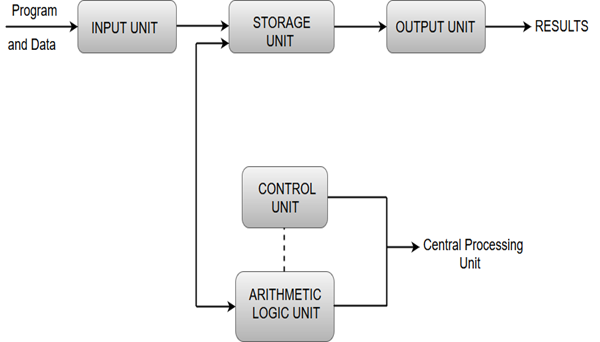 Program
and Data
INPUT UNIT
STORAGE
UNIT
OUTPUT UNIT
RESULTS
CONTROL
UNIT
Central Processing
Unit
ARITHMETIC
LOGIC UNIT